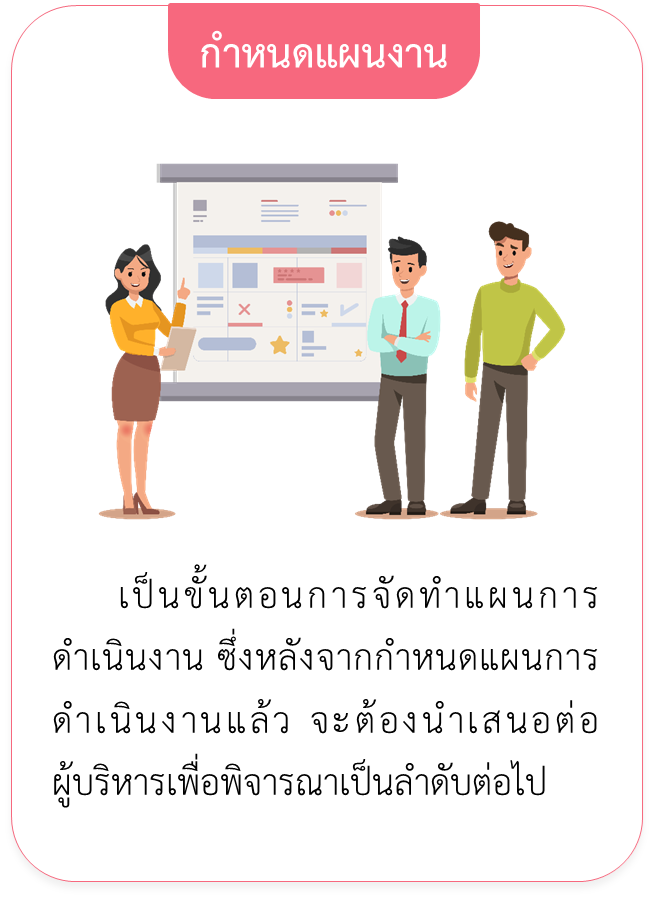 กำหนดแผนงาน
เป็นขั้นตอนการจัดทำแผนการ
ดำเนินงาน ซึ่งหลังจากกำหนดแผนการ
ดำเนินงานแล้ว จะต้องนำเสนอต่อ
ผู้บริหารเพื่อพิจารณาเป็นลำดับต่อไป